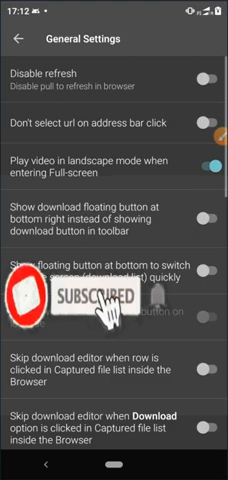 17:12
General Settings
Disable refresh
Disable pull to refresh in browser
Don't select url on address bar click
Play video in landscape mode when
entering Full-screen
Show download floating button at
bottom right instead of showing
download button in toolbar
Show floating button at bottom to switch
screen (download list) quickly
SUBSCRIBED
button on
Skip download editor when row is
clicked in Captured file list inside the
Browser
Skip download editor when Download
option is clicked in Captured file list
inside the Browser